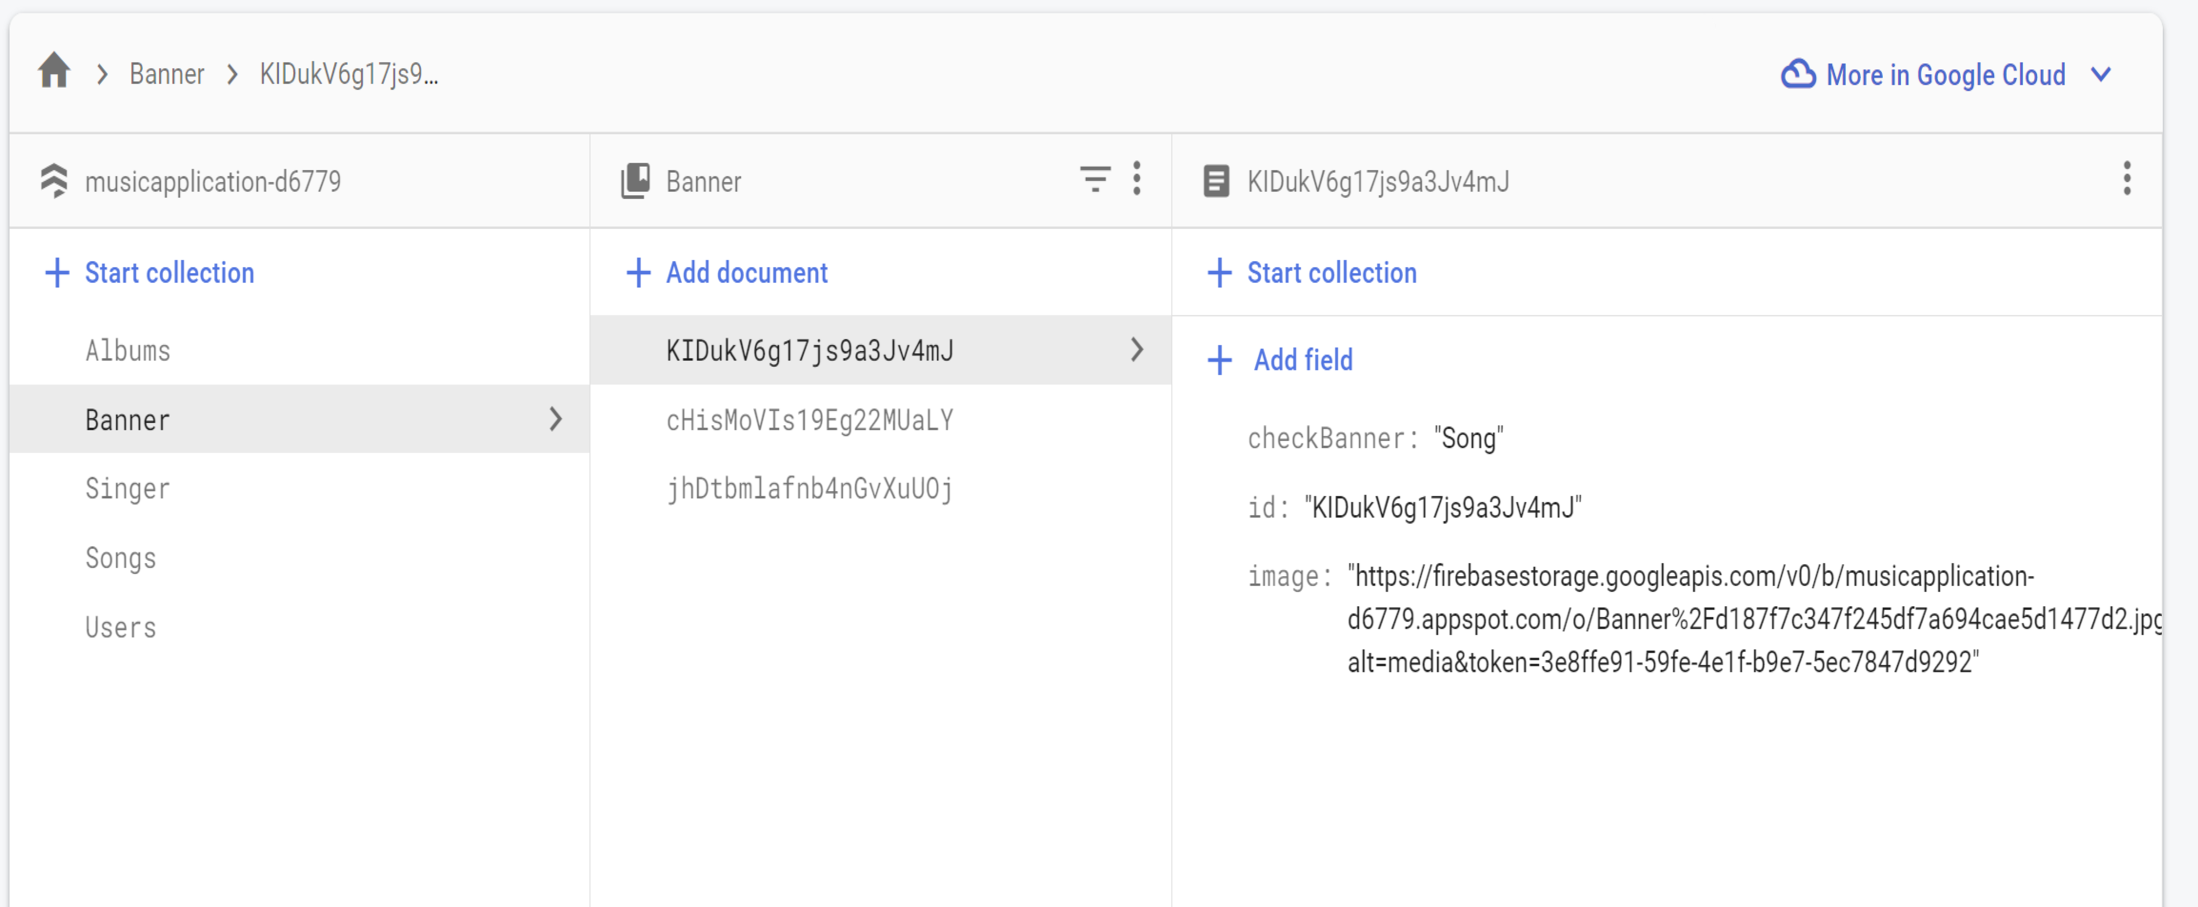 Banner
KIDukV6g17js9...
More in Google Cloud
musicapplication-d6779
Banner
KIDukV6g17js9a3Jv4mJ
Start collection
Add document
Start collection
Albums
KIDukV6g17js9a3Jv4mJ
Add field
Banner
cHisMoVIs19Eg22MUaLY
checkBanner: "Song"
Singer
jhDtbmlafnb4nGvXuUOj
id: "KIDukV6g17js9a3Jv4mJ"
Songs
image: "https://firebasestorage.googleapis.com/v0/b/musicapplication-
d6779.appspot.com/o/Banner%2Fd187f7c347f245df7a694cae5d1477d2.jpg
Users
alt=media&token=3e8ffe91-59fe-4e1f-b9e7-5ec7847d9292"